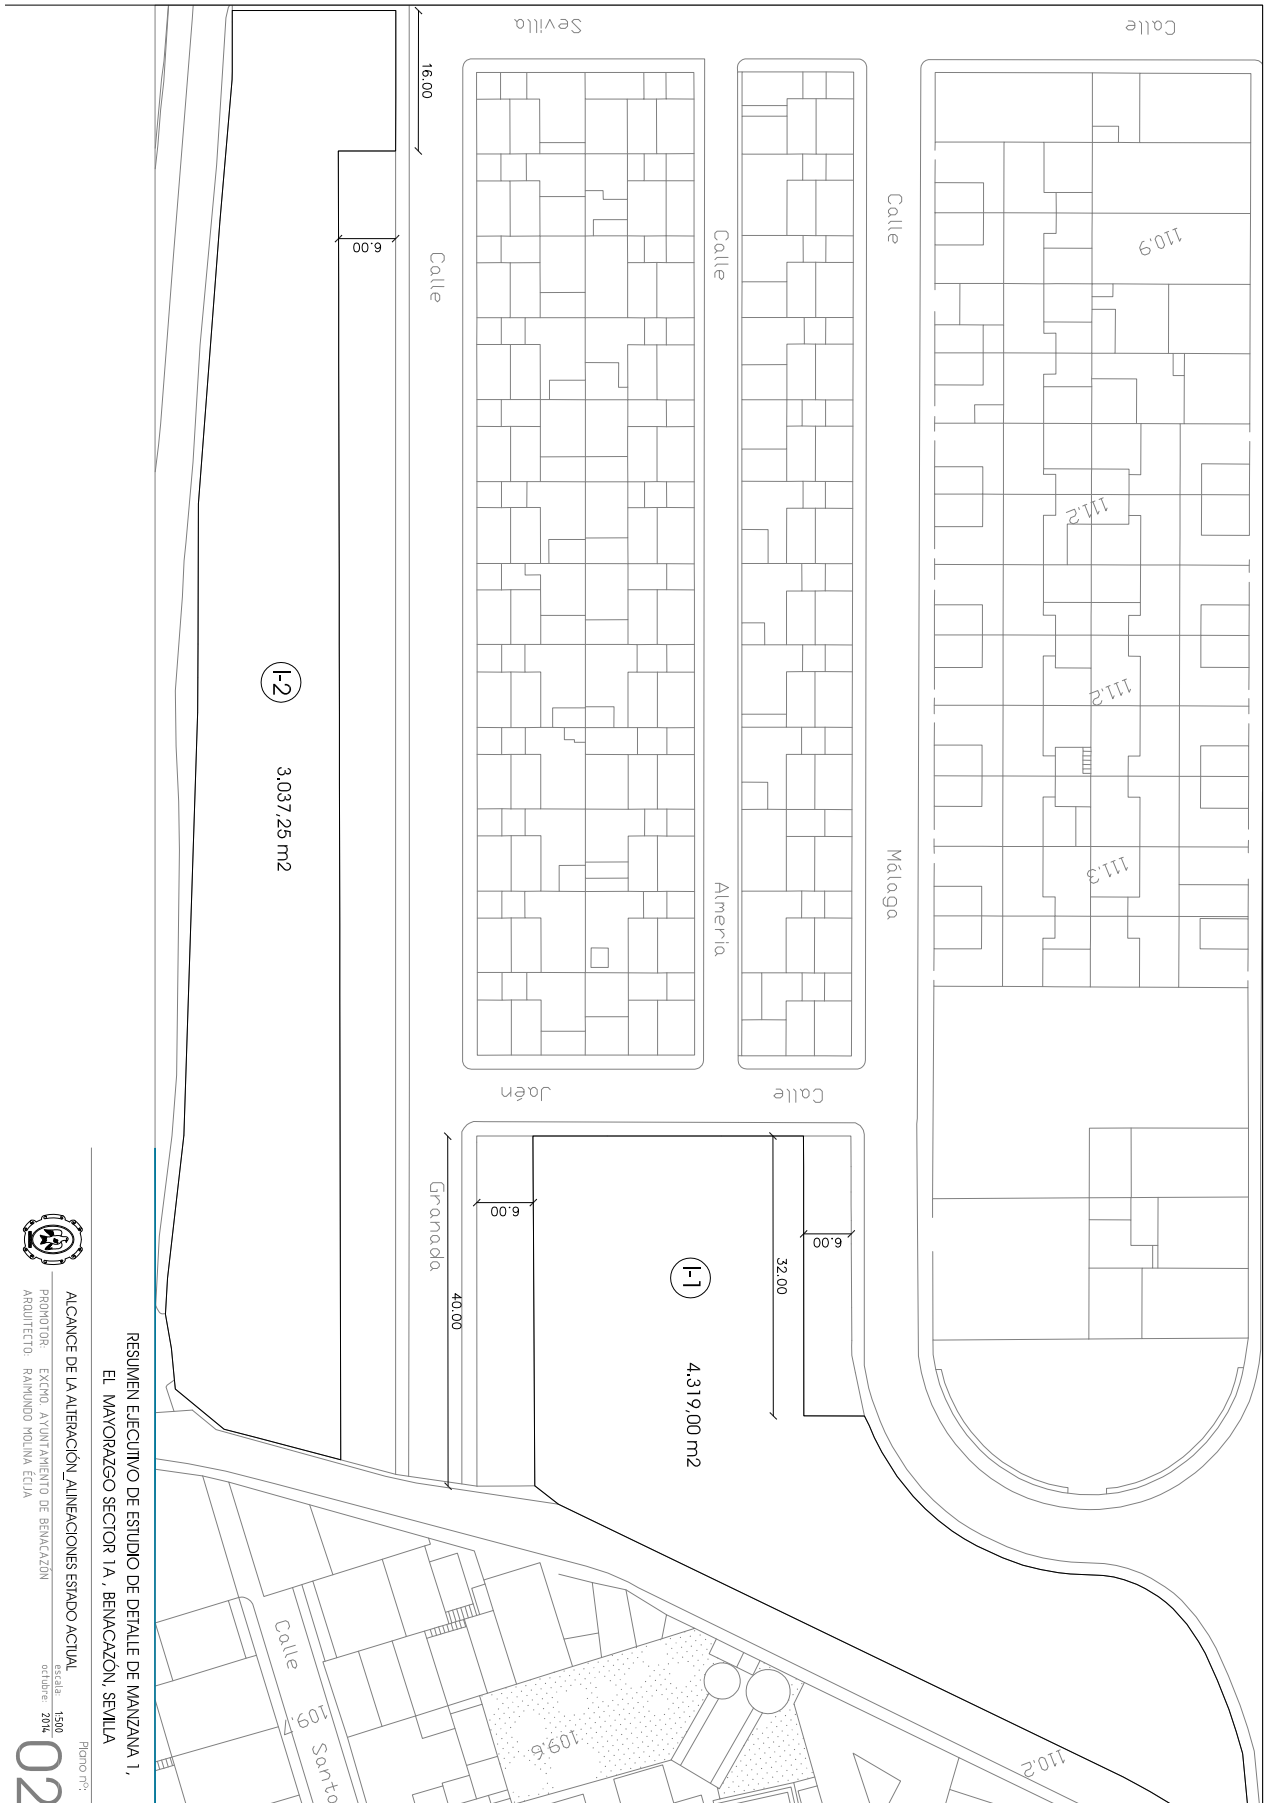 Sevilla
Calle
16.00
6.00
Calle
Calle
Calle
110.9
111.2
111.2
111.3
I-2
3.037,25 m2
Málaga
Almeria
Jaén
Calle
Granada
6.00
6.00
40.00
32.00
I-1
4.319,00 m2
Calle
Santo
109.7
109.6
110.2
RESUMEN EJECUTIVO DE ESTUDIO DE DETALLE DE MANZANA 1,
EL MAYORAZGO SECTOR 1A , BENACAZÓN, SEVILLA
ALCANCE DE LA ALTERACIÓN_ALINEACIONES ESTADO ACTUAL
PROMOTOR: EXCMO. AYUNTAMIENTO DE BENACAZÓN
ARQUITECTO: RAIMUNDO MOLINA ÉCIJA
escala: 1:500
octubre: 2014
Plano nº:
02